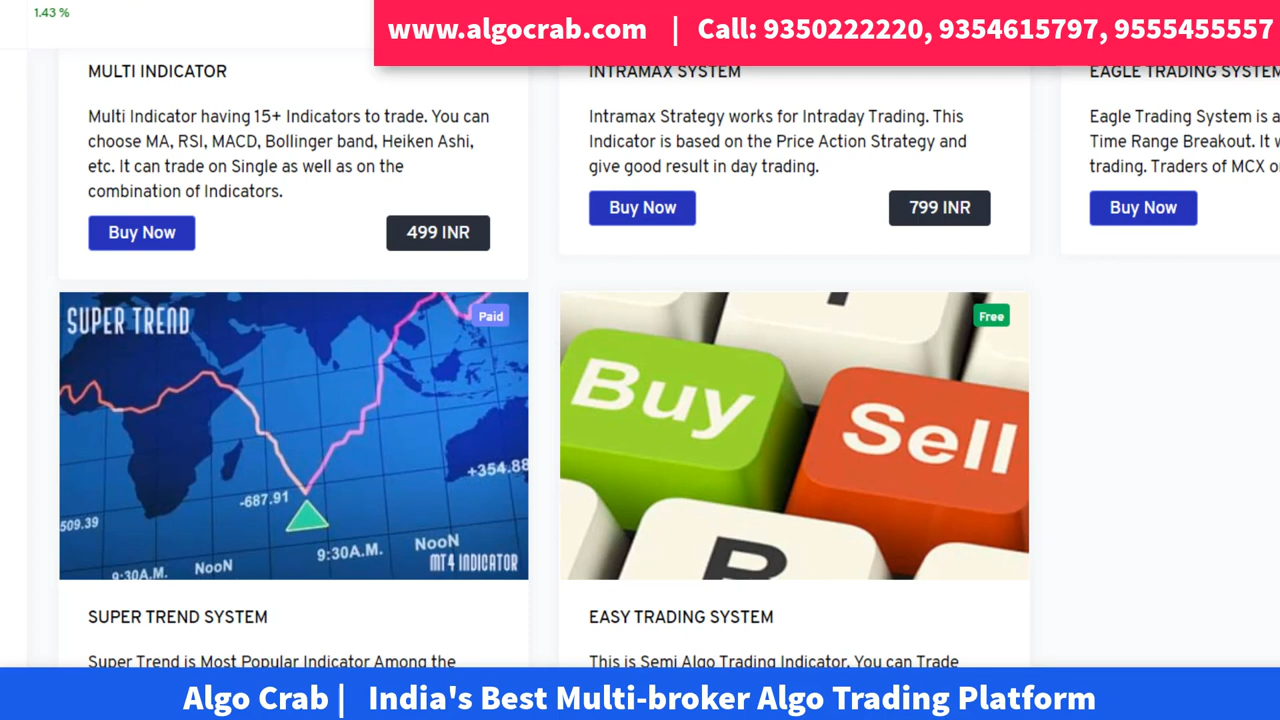 1.43 %
www.algocrab.com | Call: 9350222220, 9354615797, 9555455557
MULTI INDICATOR
Multi Indicator having 15+ Indicators to trade. You can
choose MA, RSI, MACD, Bollinger band, Heiken Ashi,
etc. It can trade on Single as well as on the
combination of Indicators.
Buy Now
499 INR
INTRAMAX SYSTEM
Intramax Strategy works for Intraday Trading. This
Indicator is based on the Price Action Strategy and
give good result in day trading.
Buy Now
799 INR
EAGLE TRADING SYSTEM
Eagle Trading System is a
Time Range Breakout. It w
trading. Traders of MCX o
Buy Now
SUPER TREND
Paid
+354.88
-687.91
509.39
9:30A.M.
NooN
9:30A.M.
NooN
MT4 INDICATOR
SUPER TREND SYSTEM
Super Trend is Most Popular Indicator Among the
Free
Buy
Sell
B
EASY TRADING SYSTEM
This is Semi Algo Trading Indicator. You can Trade
Algo Crab | India's Best Multi-broker Algo Trading Platform